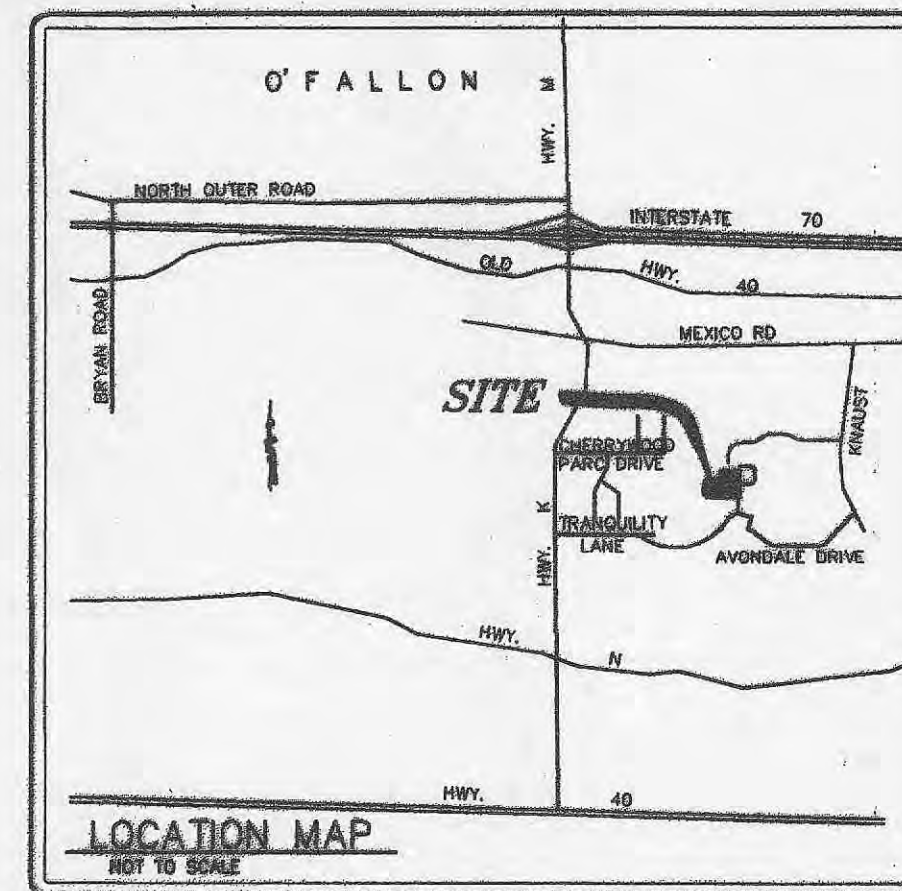 O'FALLON
HWY. M
NORTH OUTER ROAD
INTERSTATE 70
OLD HWY. 40
BRYAN ROAD
MEXICO RD
SITE
KNAUST
CHERRYWOOD
PARC DRIVE
HWY. K
TRANQUILITY
LANE
AVONDALE DRIVE
HWY. N
HWY. 40
LOCATION MAP
NOT TO SCALE